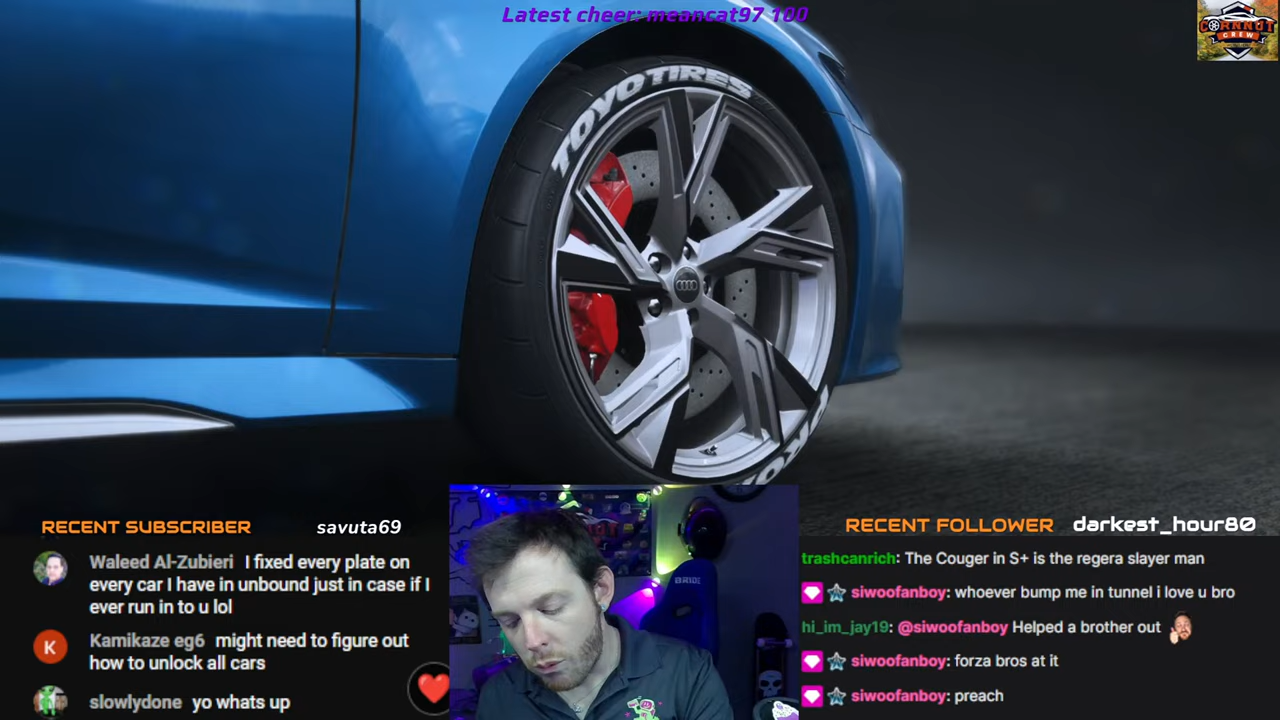 Latest cheer: meancat97 100
CORNNUT
CREW
TOYO TIRES
BRIDE
RECENT SUBSCRIBER savuta69
Waleed Al-Zubieri I fixed every plate on
every car I have in unbound just in case if I
ever run in to u lol
K Kamikaze eg6 might need to figure out
how to unlock all cars
slowlydone yo whats up
RECENT FOLLOWER darkest_hour80
trashcanrich: The Couger in S+ is the regera slayer man
siwoofanboy: whoever bump me in tunnel i love u bro
hi_im_jay19: @siwoofanboy Helped a brother out
siwoofanboy: forza bros at it
siwoofanboy: preach